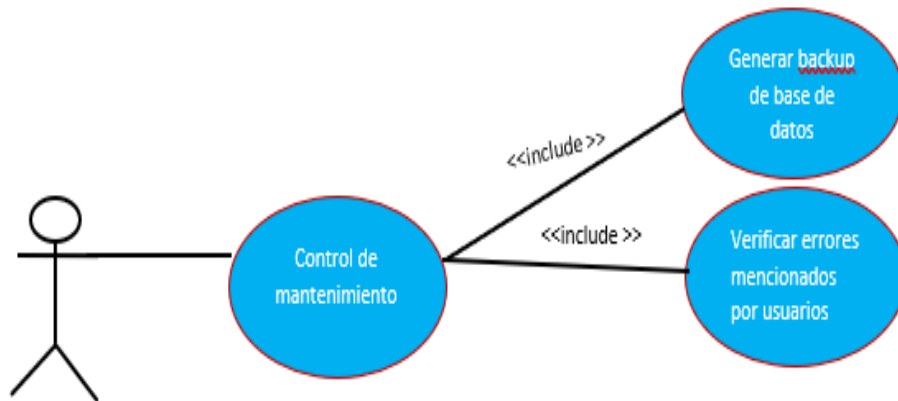 Generar backup
de base de
datos
<<include >>
<<include >>
Control de
mantenimiento
Verificar errores
mencionados
por usuarios